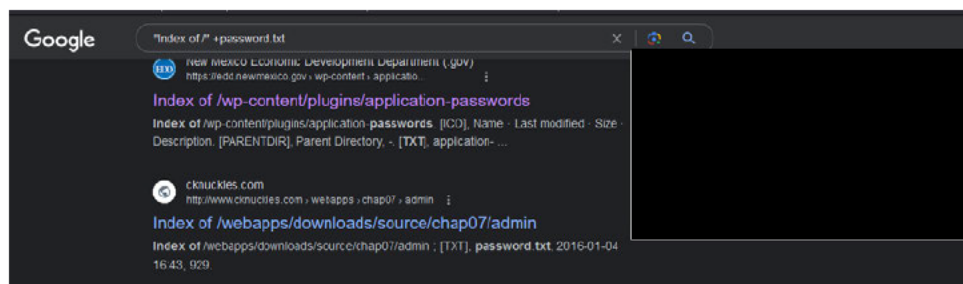 Google
"Index of /" +password.txt
New Mexico Economic Development Department (.gov)
https://edd.newmexico.gov › wp-content › applicatio...
Index of /wp-content/plugins/application-passwords
Index of /wp-content/plugins/application-passwords. [ICO], Name · Last modified · Size ·
Description. [PARENTDIR], Parent Directory, -. [TXT], application- ...
cknuckles.com
http://www.cknuckles.com › webapps › chap07 › admin
Index of /webapps/downloads/source/chap07/admin
Index of /webapps/downloads/source/chap07/admin ; [TXT], password.txt, 2016-01-04
16:43, 929.